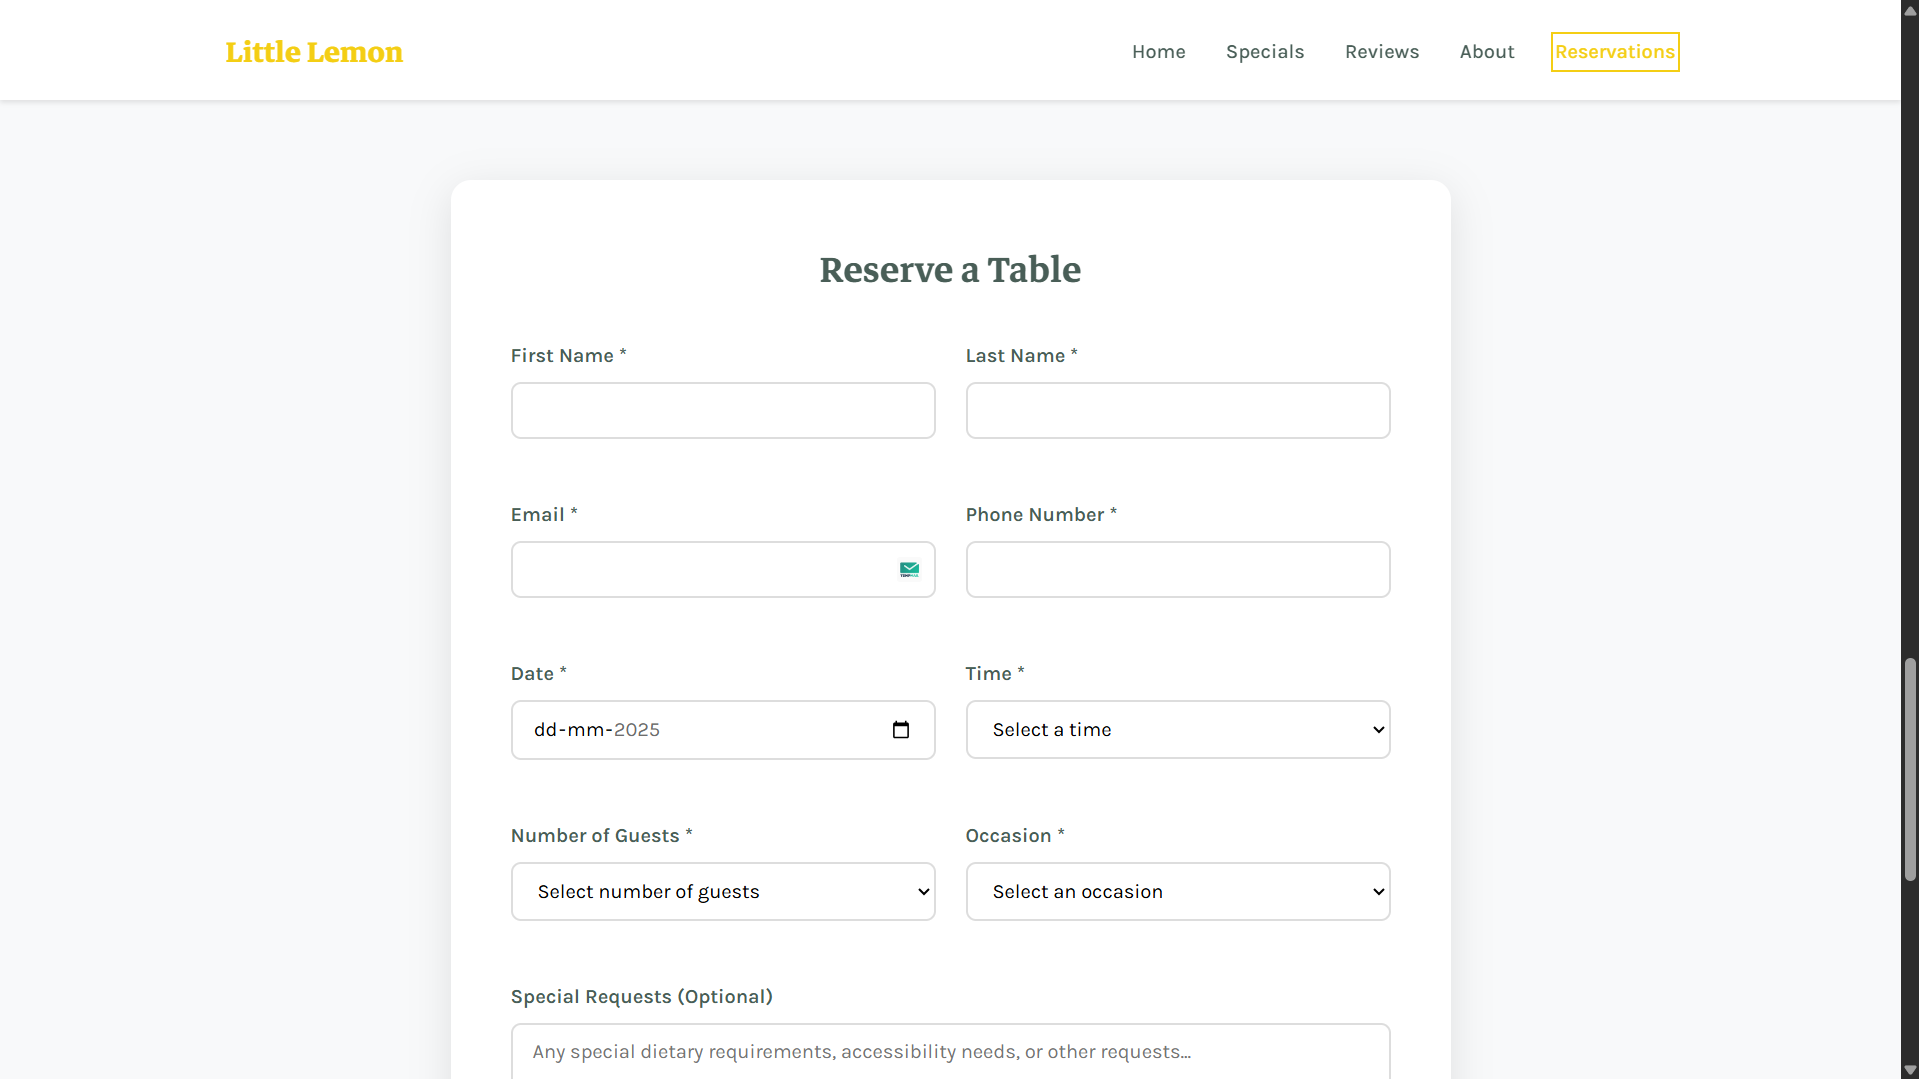 Little Lemon
Home Specials Reviews About Reservations
Reserve a Table
First Name * Last Name *
Email * Phone Number *
Date * Time *
dd-mm-2025 Select a time
Number of Guests * Occasion *
Select number of guests Select an occasion
Special Requests (Optional)
Any special dietary requirements, accessibility needs, or other requests...